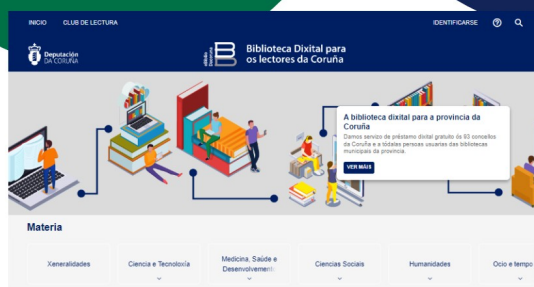 INICIO CLUB DE LECTURA IDENTIFICARSE
Deputación
DA CORUÑA
Biblioteca Dixital para
os lectores da Coruña
A biblioteca dixital para a provincia da
Coruña
Damos servizo de préstamo dixital gratuíto ós 93 concellos
da Coruña e a tódalas persoas usuarias das bibliotecas
municipais da provincia.
VER MÁIS
Materia
Xeneralidades
Ciencia e Tecnoloxía
Medicina, Saúde e
Desenvolvemento
Ciencias Sociais
Humanidades
Ocio e tempo